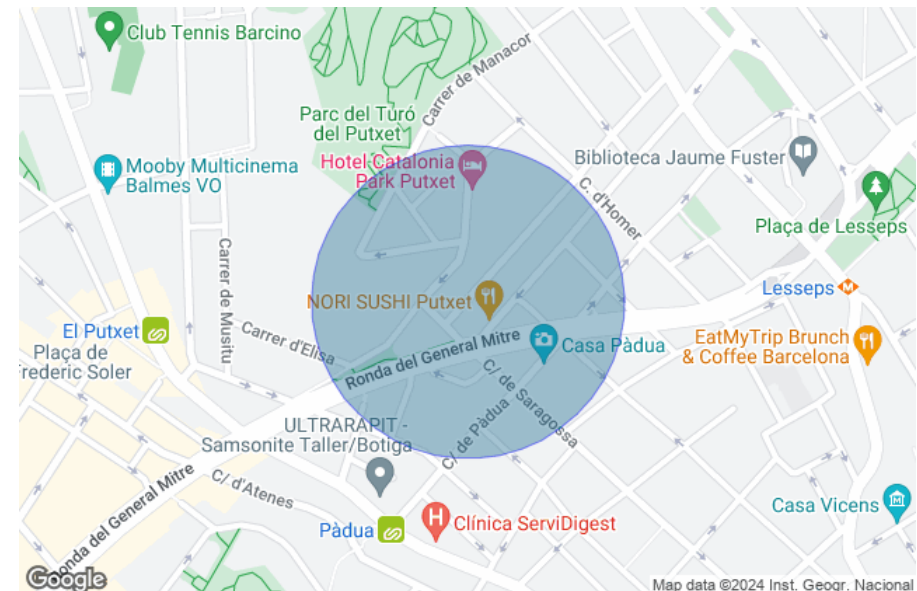 Club Tennis Barcino
Carrer de Manacor
Parc del Turó
del Putxet
Hotel Catalonia
Park Putxet
Biblioteca Jaume Fuster
Mooby Multicinema
Balmes VO
C. d'Homer
Plaça de Lesseps
Carrer de Musitu
Lesseps
NORI SUSHI Putxet
El Putxet
Carrer d'Elisa
Ronda del General Mitre
Casa Pàdua
EatMyTrip Brunch
& Coffee Barcelona
Plaça de
Frederic Soler
C/ de Saragossa
C/ de Pàdua
ULTRARAPIT -
Samsonite Taller/Botiga
Ronda del General Mitre
C/ d'Atenes
Casa Vicens
H
Clínica ServiDigest
Pàdua
Google
Map data ©2024 Inst. Geogr. Nacional